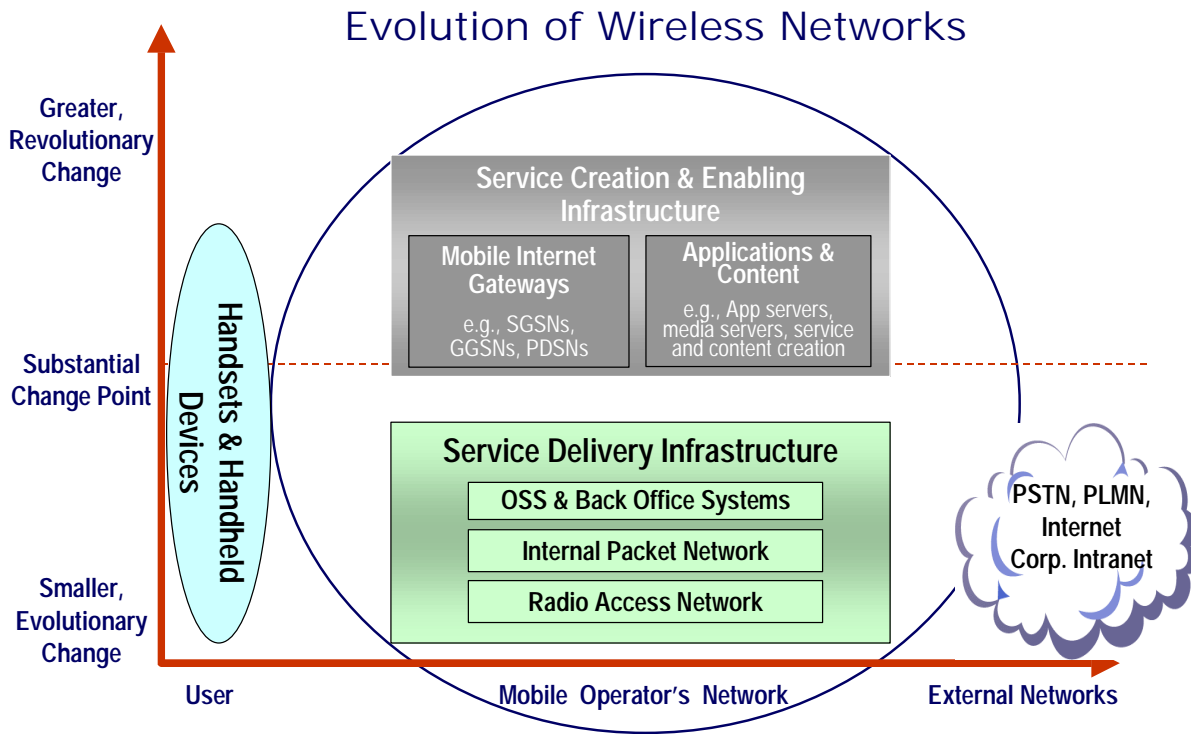 Evolution of Wireless Networks
Greater,
Revolutionary
Change
Service Creation & Enabling
Infrastructure
Mobile Internet
Gateways
e.g., SGSNs,
GGSNs, PDSNs
Applications &
Content
e.g., App servers,
media servers, service
and content creation
Substantial
Change Point
Handsets & Handheld
Devices
Service Delivery Infrastructure
OSS & Back Office Systems
Internal Packet Network
Radio Access Network
PSTN, PLMN,
Internet
Corp. Intranet
Smaller,
Evolutionary
Change
User
Mobile Operator's Network
External Networks